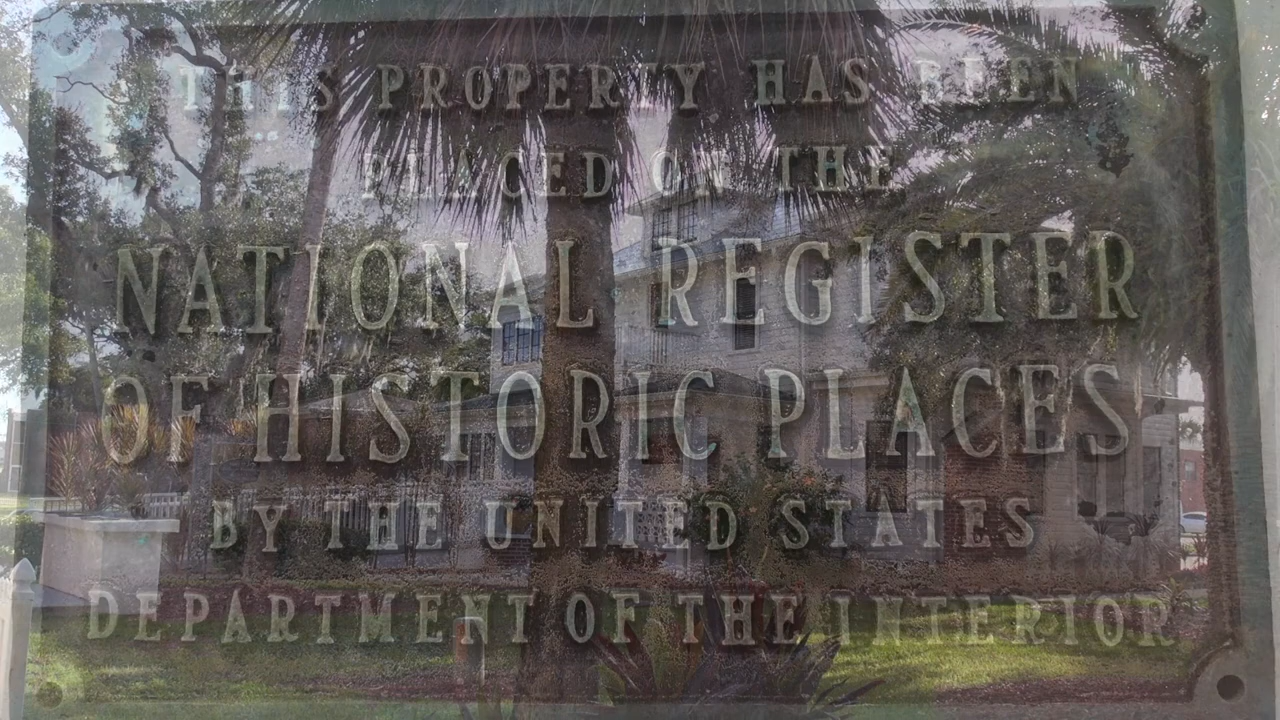 THIS PROPERTY HAS BEEN
PLACED ON THE
NATIONAL REGISTER
OF HISTORIC PLACES
BY THE UNITED STATES
DEPARTMENT OF THE INTERIOR